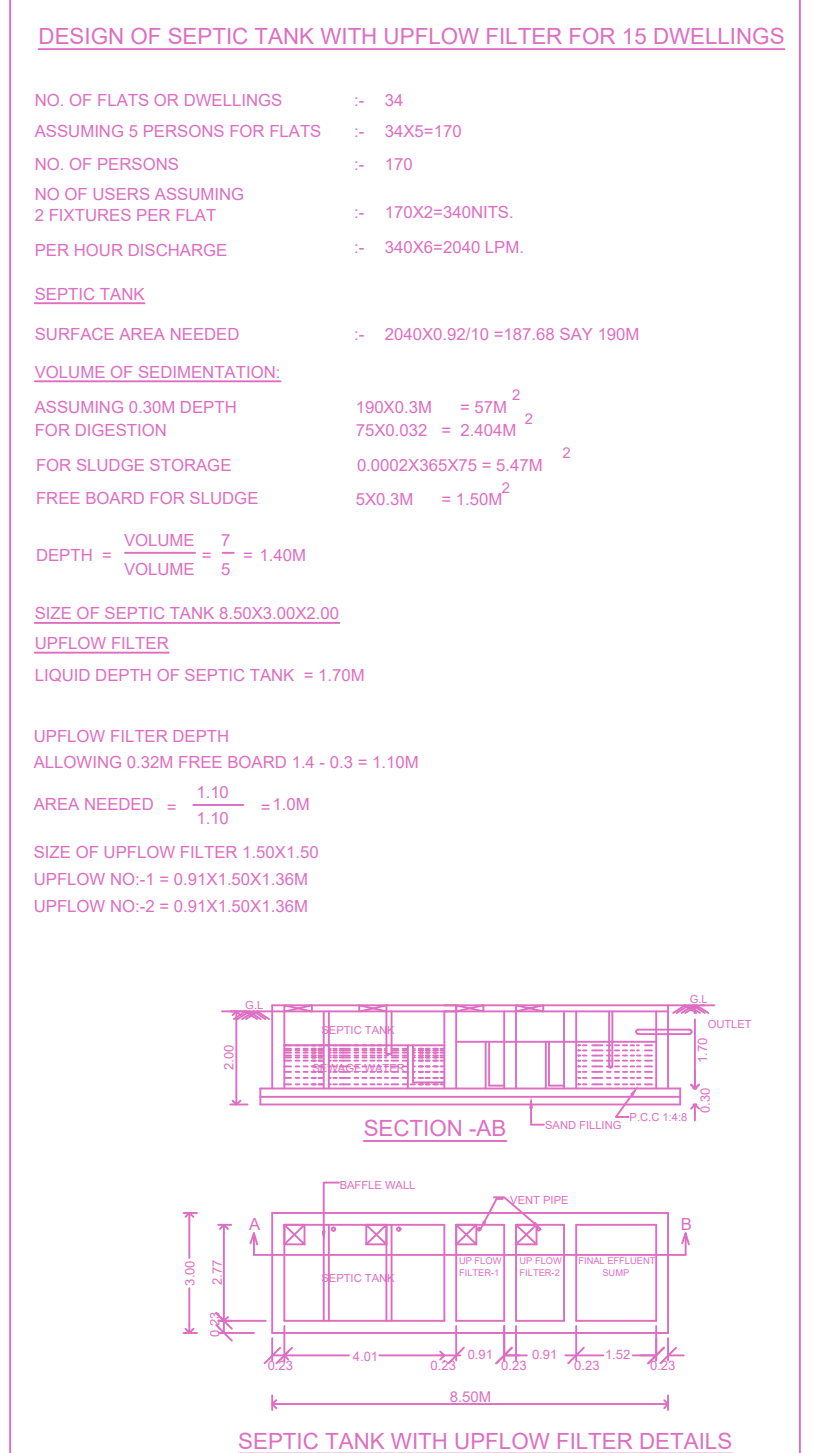 DESIGN OF SEPTIC TANK WITH UPFLOW FILTER FOR 15 DWELLINGS
NO. OF FLATS OR DWELLINGS :- 34
ASSUMING 5 PERSONS FOR FLATS :- 34X5=170
NO. OF PERSONS :- 170
NO OF USERS ASSUMING
2 FIXTURES PER FLAT :- 170X2=340NITS.
PER HOUR DISCHARGE :- 340X6=2040 LPM.
SEPTIC TANK
SURFACE AREA NEEDED :- 2040X0.92/10 =187.68 SAY 190M
VOLUME OF SEDIMENTATION:
ASSUMING 0.30M DEPTH 190X0.3M = 57M 2
FOR DIGESTION 75X0.032 = 2.404M 2
FOR SLUDGE STORAGE 0.0002X365X75 = 5.47M 2
FREE BOARD FOR SLUDGE 5X0.3M = 1.50M 2
VOLUME 7
DEPTH = = = 1.40M
VOLUME 5
SIZE OF SEPTIC TANK 8.50X3.00X2.00
UPFLOW FILTER
LIQUID DEPTH OF SEPTIC TANK = 1.70M
UPFLOW FILTER DEPTH
ALLOWING 0.32M FREE BOARD 1.4 - 0.3 = 1.10M
1.10
AREA NEEDED = =1.0M
1.10
SIZE OF UPFLOW FILTER 1.50X1.50
UPFLOW NO:-1 = 0.91X1.50X1.36M
UPFLOW NO:-2 = 0.91X1.50X1.36M
G.L G.L
OUTLET
SEPTIC TANK
2.00 1.70
SEWAGE WATER
0.30
P.C.C 1:4:8
SAND FILLING
SECTION -AB
BAFFLE WALL
VENT PIPE
A B
UP FLOW UP FLOW FINAL EFFLUENT
FILTER-1 FILTER-2 SUMP
3.00 2.77 SEPTIC TANK
0.23
4.01 0.91 0.91 1.52
0.23 0.23 0.23 0.23 0.23
8.50M
SEPTIC TANK WITH UPFLOW FILTER DETAILS